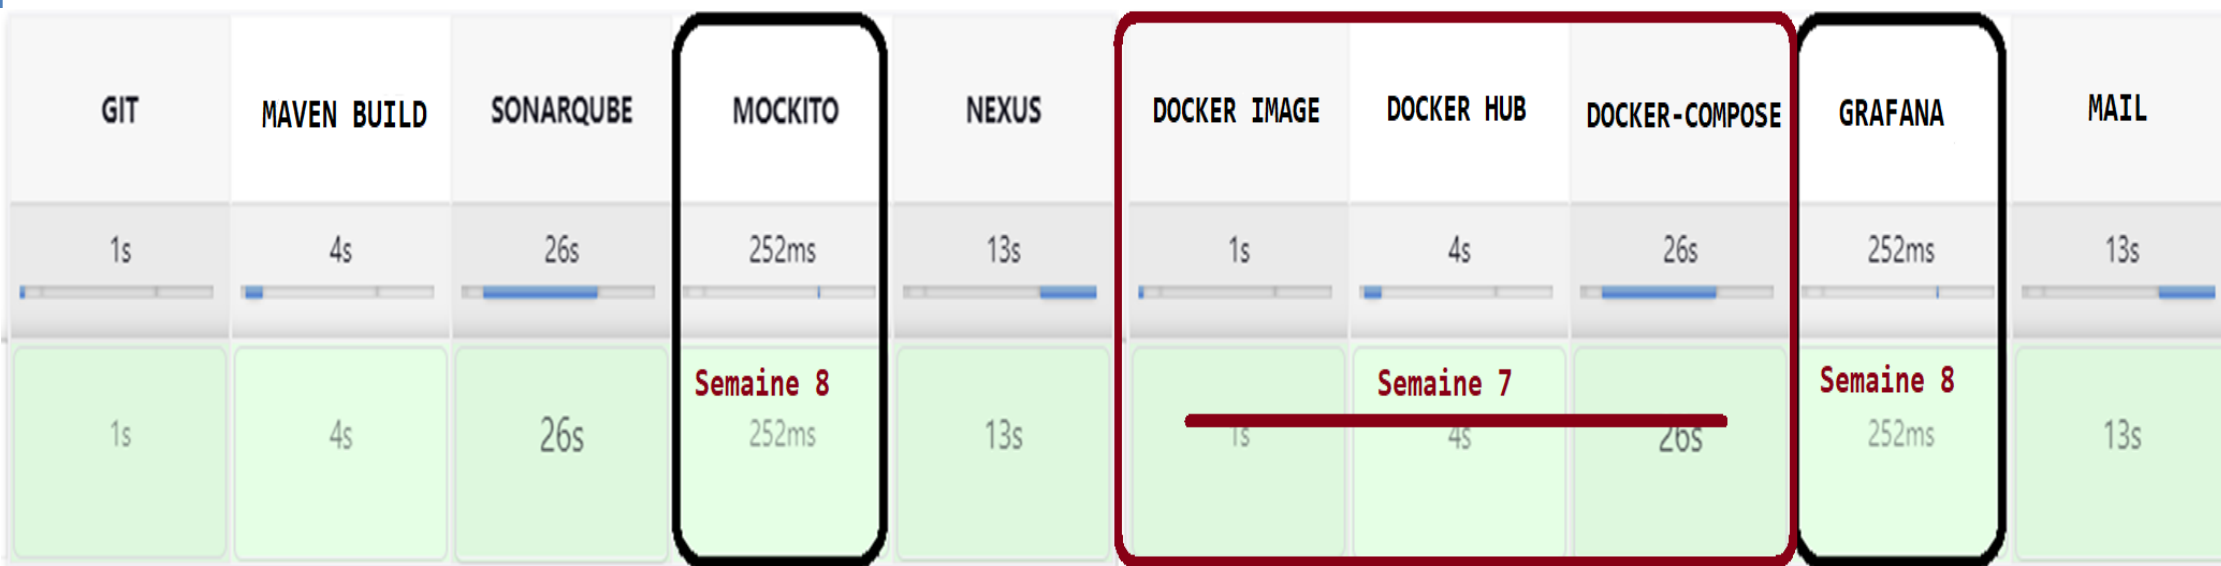 GIT MAVEN BUILD SONARQUBE MOCKITO NEXUS DOCKER IMAGE DOCKER HUB DOCKER-COMPOSE GRAFANA MAIL
1s 4s 26s 252ms 13s 1s 4s 26s 252ms 13s
Semaine 8 Semaine 7 Semaine 8
1s 4s 26s 252ms 13s 1s 4s 26s 252ms 13s